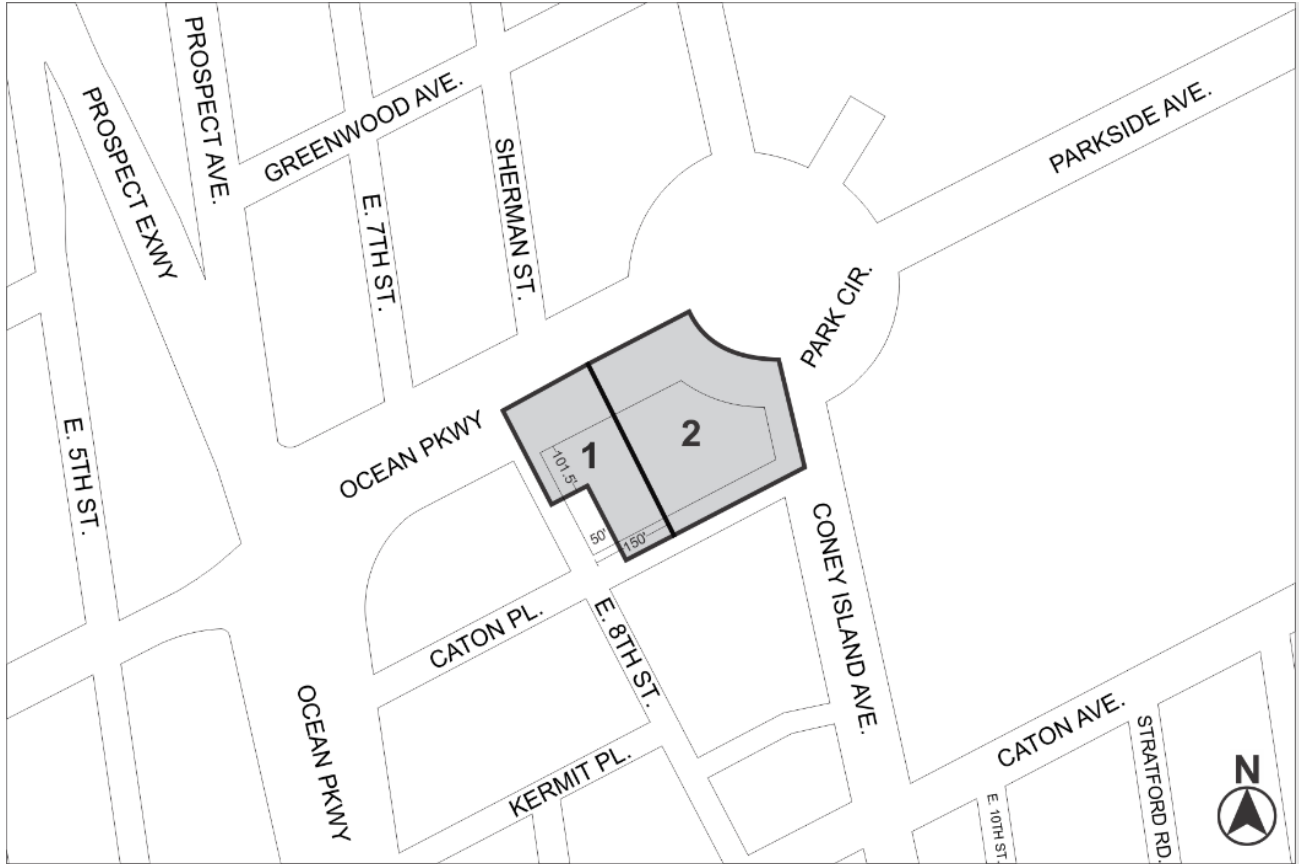 PROSPECT AVE.
PROSPECT EXWY
GREENWOOD AVE.
PARKSIDE AVE.
SHERMAN ST.
E. 7TH ST.
PARK CIR.
E. 5TH ST.
OCEAN PKWY
1
2
101.5'
50'
150'
CATON PL.
E. 8TH ST.
CONEY ISLAND AVE.
OCEAN PKWY
KERMIT PL.
CATON AVE.
STRATFORD RD.
E. 10TH ST.
N